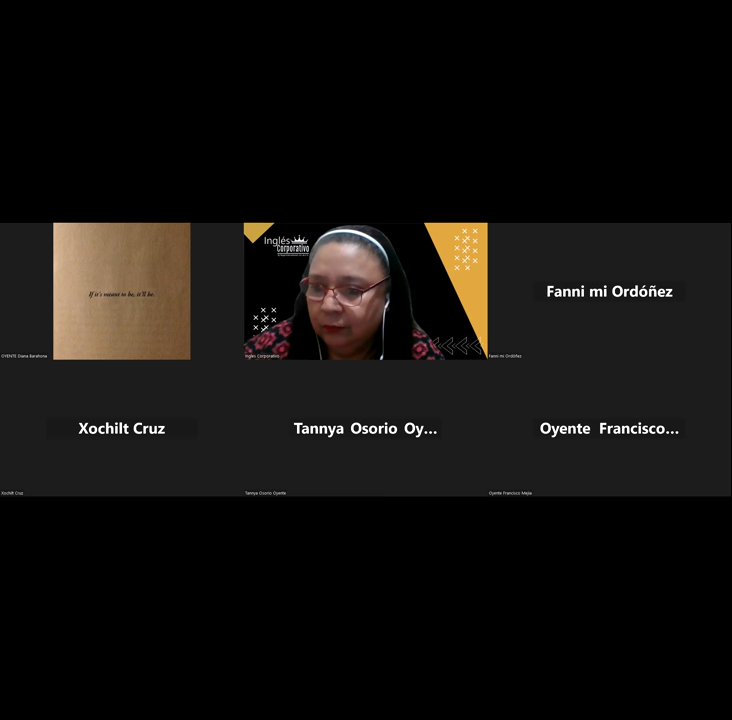 If it's meant to be, it'll be.
OYENTE Diana Barahona
Inglés
Corporativo
Inglés Corporativo
Fanni mi Ordóñez
Fanni mi Ordóñez
Xochilt Cruz
Xochilt Cruz
Tannya Osorio Oy...
Tannya Osorio Oyente
Oyente Francisco...
Oyente Francisco Mejia